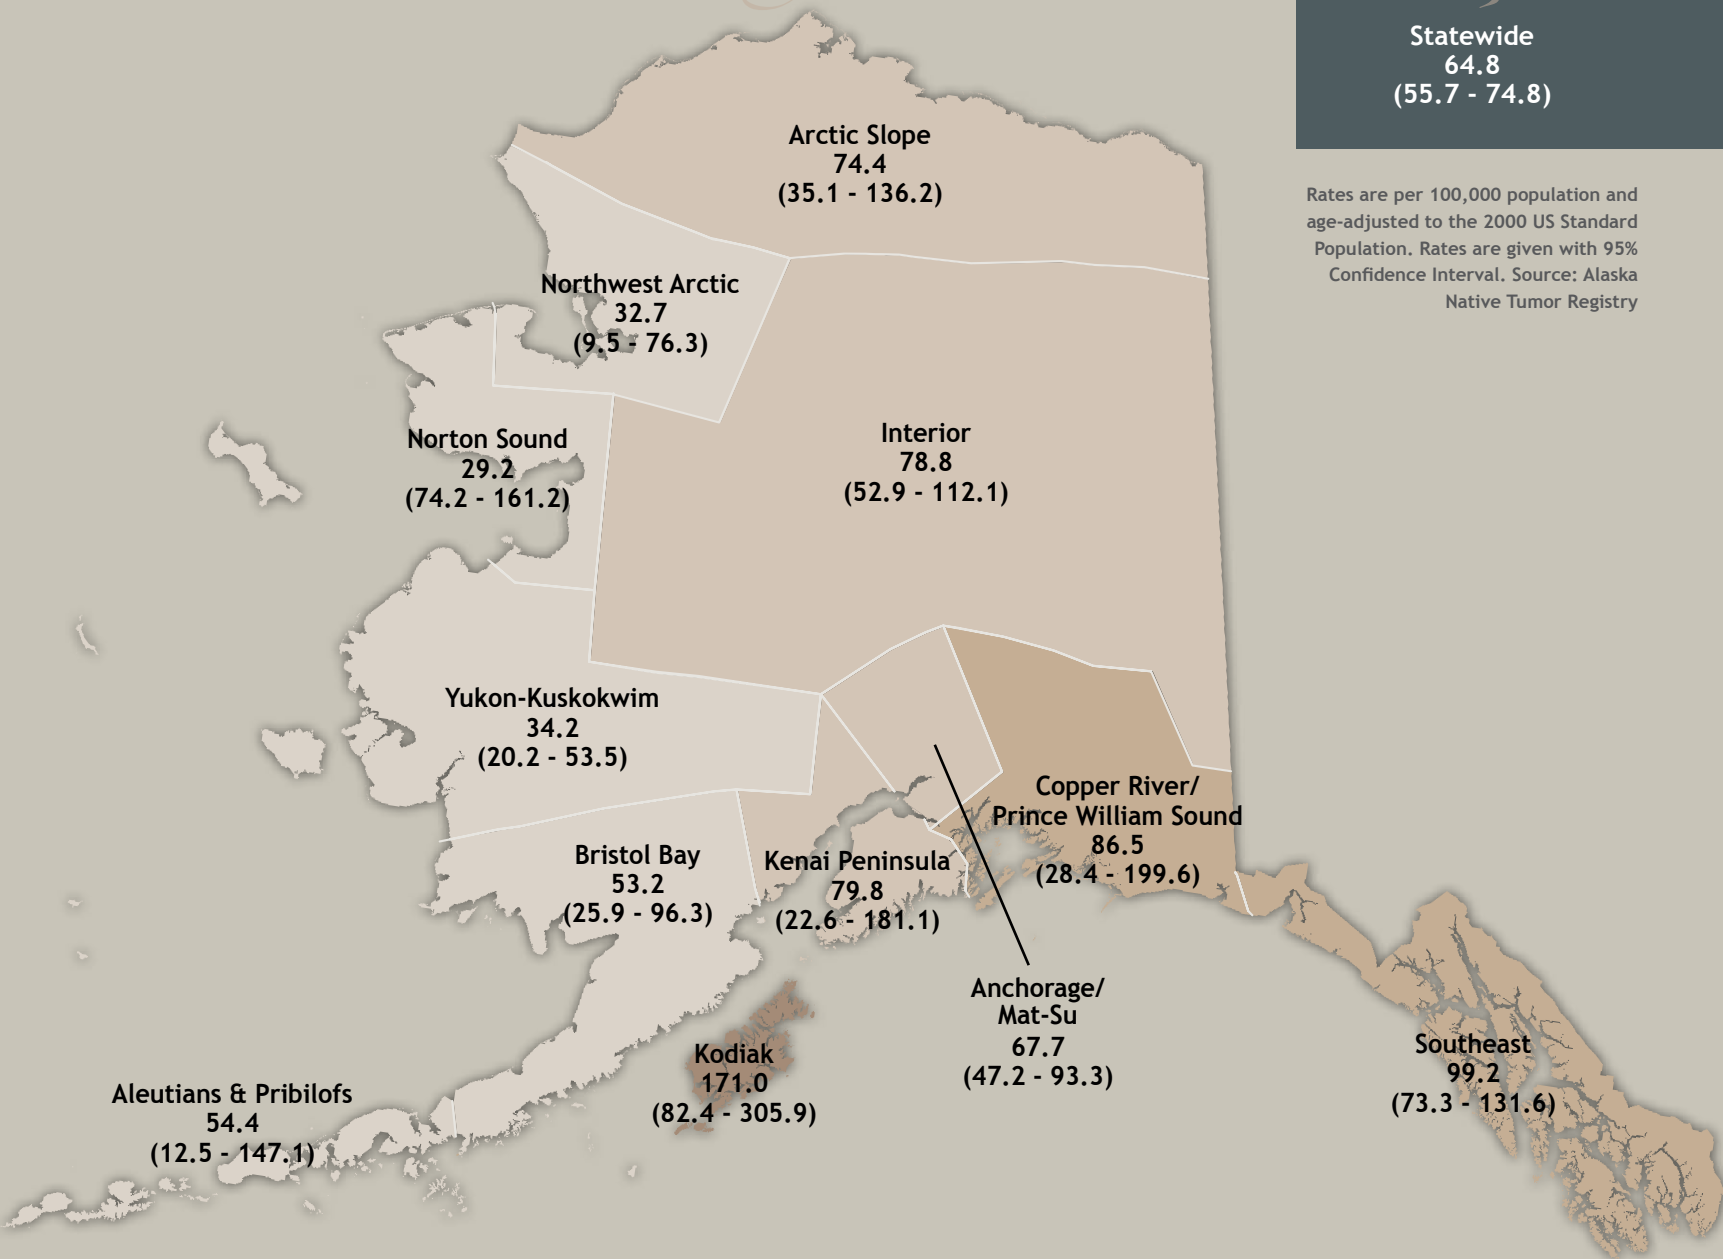 Statewide
64.8
(55.7 - 74.8)
Rates are per 100,000 population and
age-adjusted to the 2000 US Standard
Population. Rates are given with 95%
Confidence Interval. Source: Alaska
Native Tumor Registry
Arctic Slope
74.4
(35.1 - 136.2)
Northwest Arctic
32.7
(9.5 - 76.3)
Norton Sound
29.2
(74.2 - 161.2)
Interior
78.8
(52.9 - 112.1)
Yukon-Kuskokwim
34.2
(20.2 - 53.5)
Copper River/
Prince William Sound
86.5
(28.4 - 199.6)
Bristol Bay
53.2
(25.9 - 96.3)
Kenai Peninsula
79.8
(22.6 - 181.1)
Anchorage/
Mat-Su
67.7
(47.2 - 93.3)
Kodiak
171.0
(82.4 - 305.9)
Southeast
99.2
(73.3 - 131.6)
Aleutians & Pribilofs
54.4
(12.5 - 147.1)